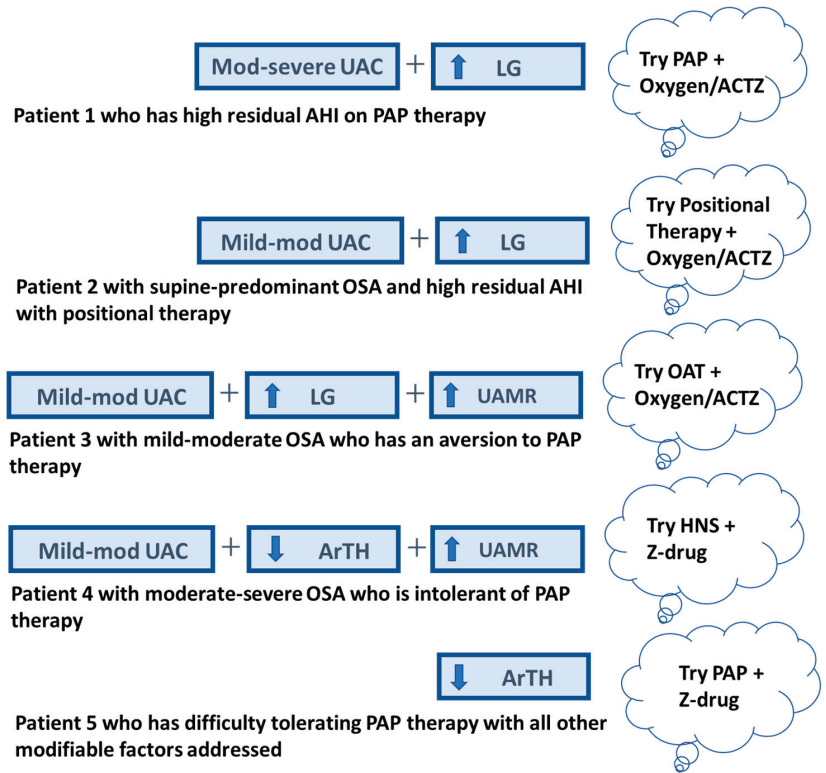 Mod-severe UAC + ↑ LG
Try PAP +
Oxygen/ACTZ
Patient 1 who has high residual AHI on PAP therapy
Mild-mod UAC + ↑ LG
Try Positional
Therapy +
Oxygen/ACTZ
Patient 2 with supine-predominant OSA and high residual AHI
with positional therapy
Mild-mod UAC + ↑ LG + ↑ UAMR
Try OAT +
Oxygen/ACTZ
Patient 3 with mild-moderate OSA who has an aversion to PAP
therapy
Mild-mod UAC + ↓ ArTH + ↑ UAMR
Try HNS +
Z-drug
Patient 4 with moderate-severe OSA who is intolerant of PAP
therapy
↓ ArTH
Try PAP +
Z-drug
Patient 5 who has difficulty tolerating PAP therapy with all other
modifiable factors addressed